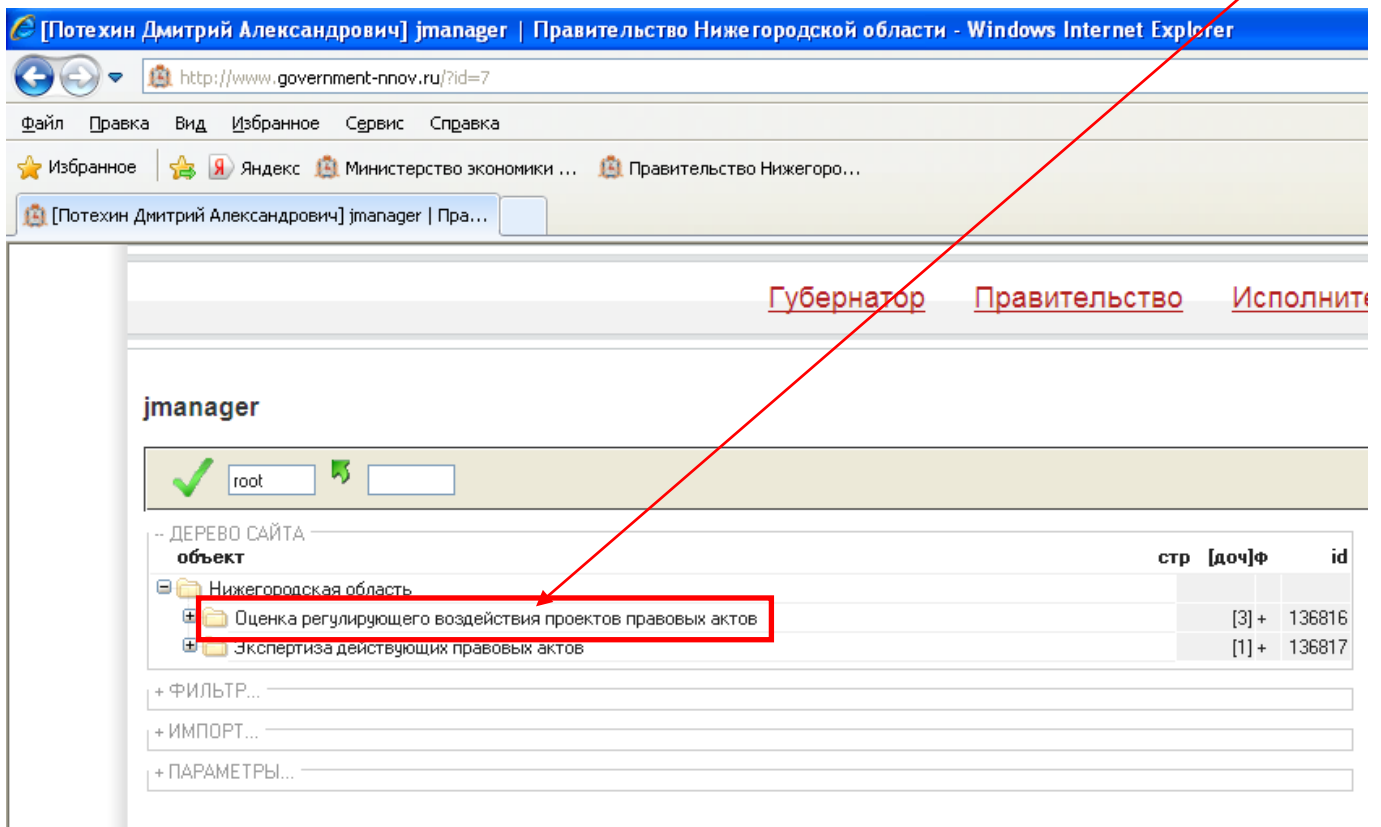 [Потехин Дмитрий Александрович] jmanager | Правительство Нижегородской области - Windows Internet Explorer
http://www.government-nnov.ru/?id=7
Файл Правка Вид Избранное Сервис Справка
Избранное Яндекс Министерство экономики ... Правительство Нижегоро...
[Потехин Дмитрий Александрович] jmanager | Пра...
Губернатор Правительство Исполните
jmanager
root
-- ДЕРЕВО САЙТА
объект стр [доч]ф id
Нижегородская область
Оценка регулирующего воздействия проектов правовых актов [3] + 136816
Экспертиза действующих правовых актов [1] + 136817
+ ФИЛЬТР...
+ ИМПОРТ...
+ ПАРАМЕТРЫ...